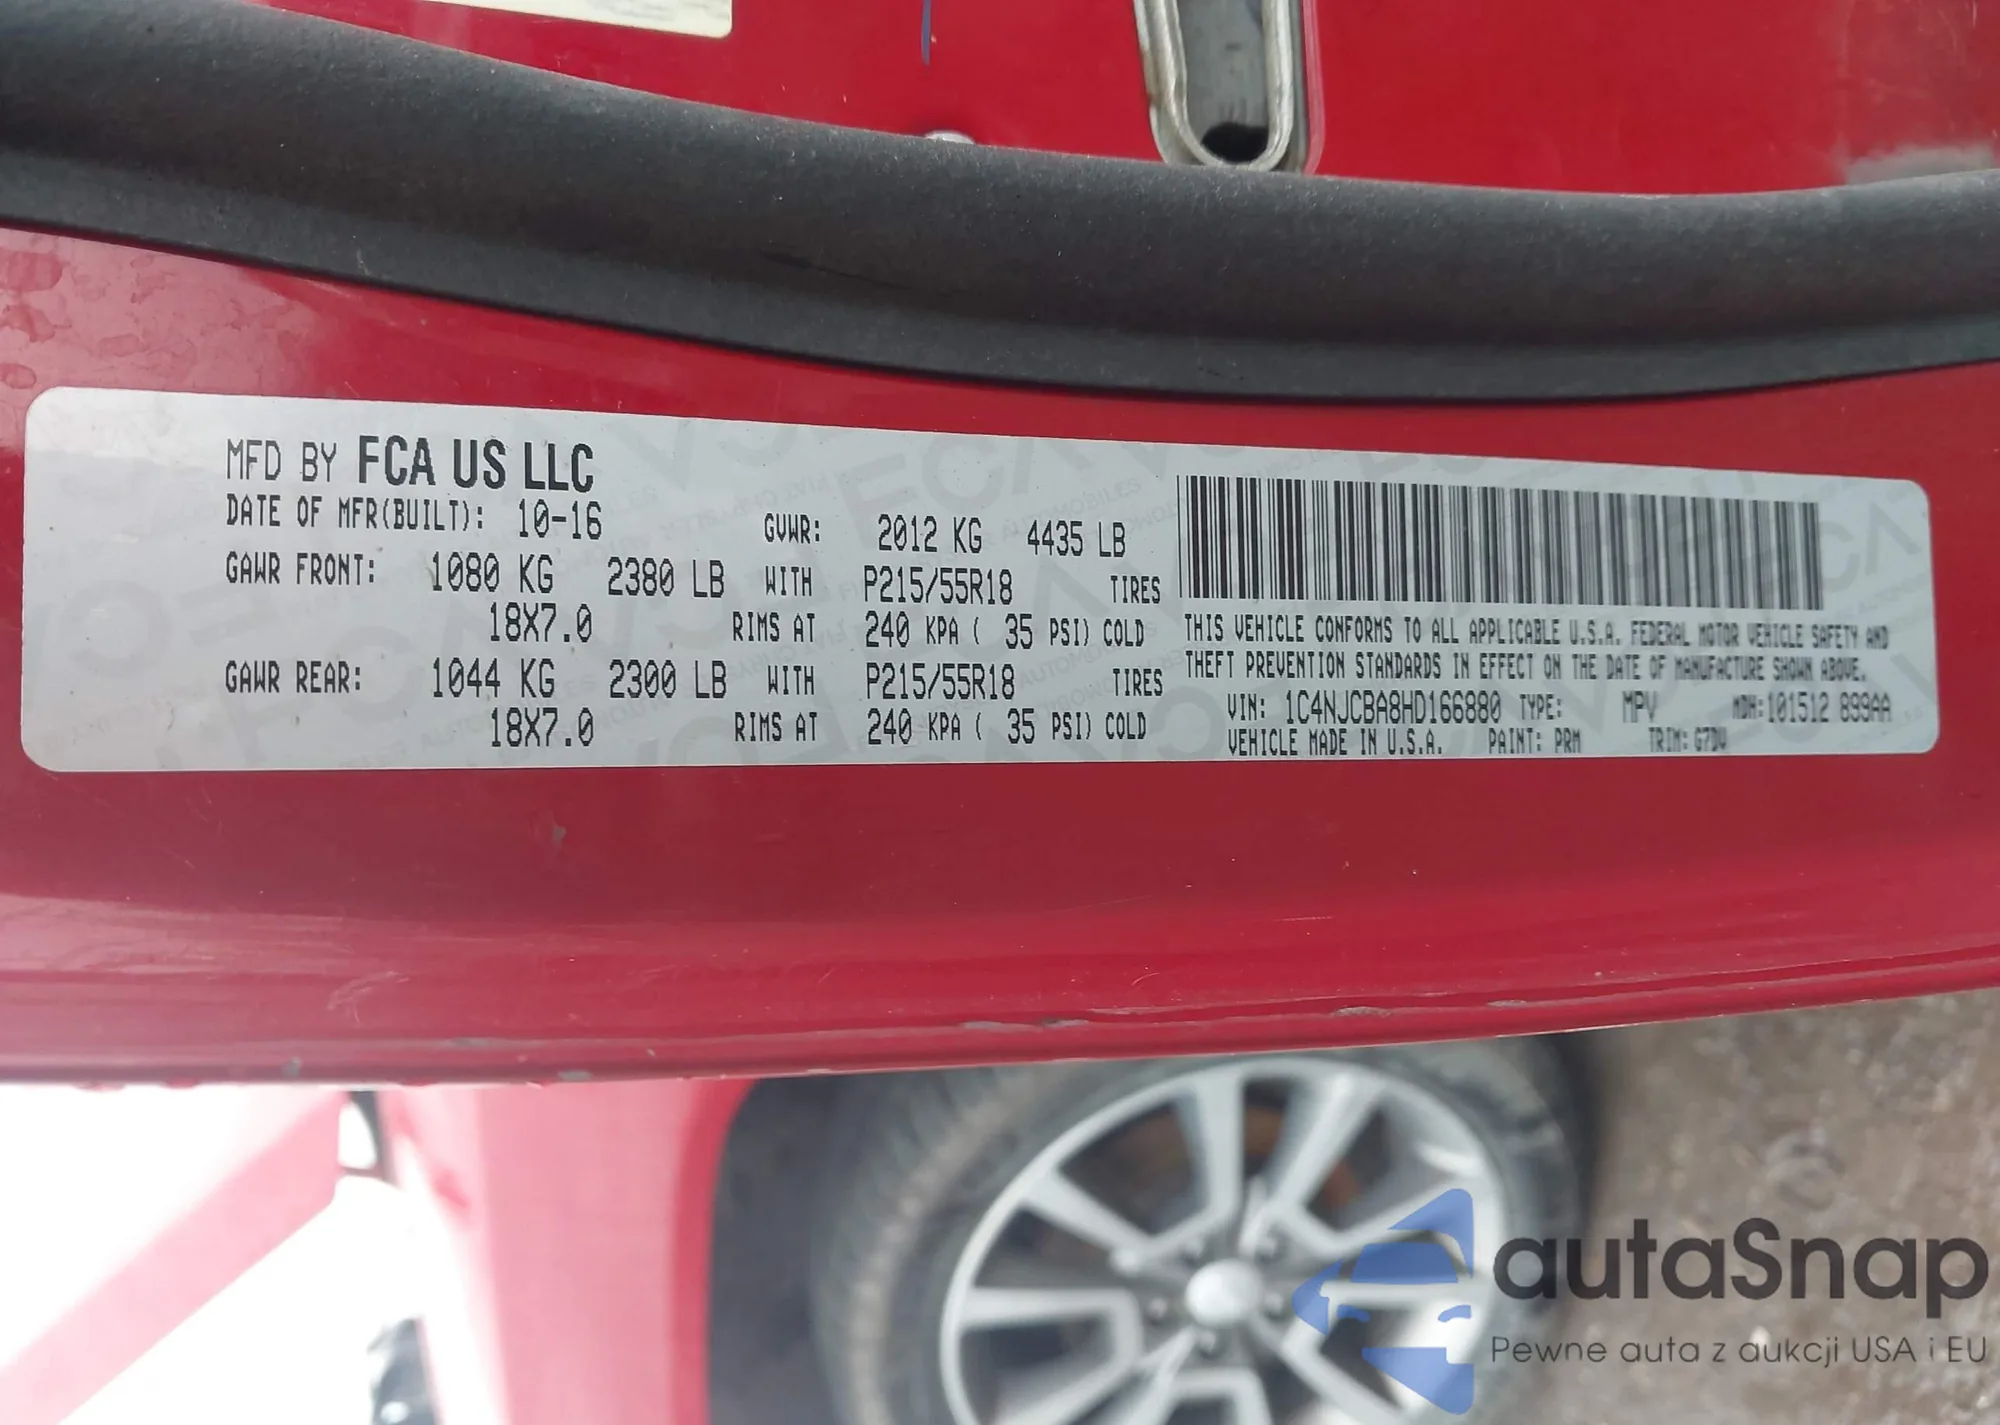 MFD BY FCA US LLC
DATE OF MFR(BUILT): 10-16 GVWR: 2012 KG 4435 LB
GAWR FRONT: 1080 KG 2380 LB WITH P215/55R18 TIRES
18X7.0 RIMS AT 240 KPA ( 35 PSI) COLD
GAWR REAR: 1044 KG 2300 LB WITH P215/55R18 TIRES
18X7.0 RIMS AT 240 KPA ( 35 PSI) COLD
THIS VEHICLE CONFORMS TO ALL APPLICABLE U.S.A. FEDERAL MOTOR VEHICLE SAFETY AND
THEFT PREVENTION STANDARDS IN EFFECT ON THE DATE OF MANUFACTURE SHOWN ABOVE.
VIN: 1C4NJCBA8HD166880 TYPE: MPV MDH:101512 899AA
VEHICLE MADE IN U.S.A. PAINT: PRM TRIM: G7DV
autaSnap
Pewne auta z aukcji USA i EU